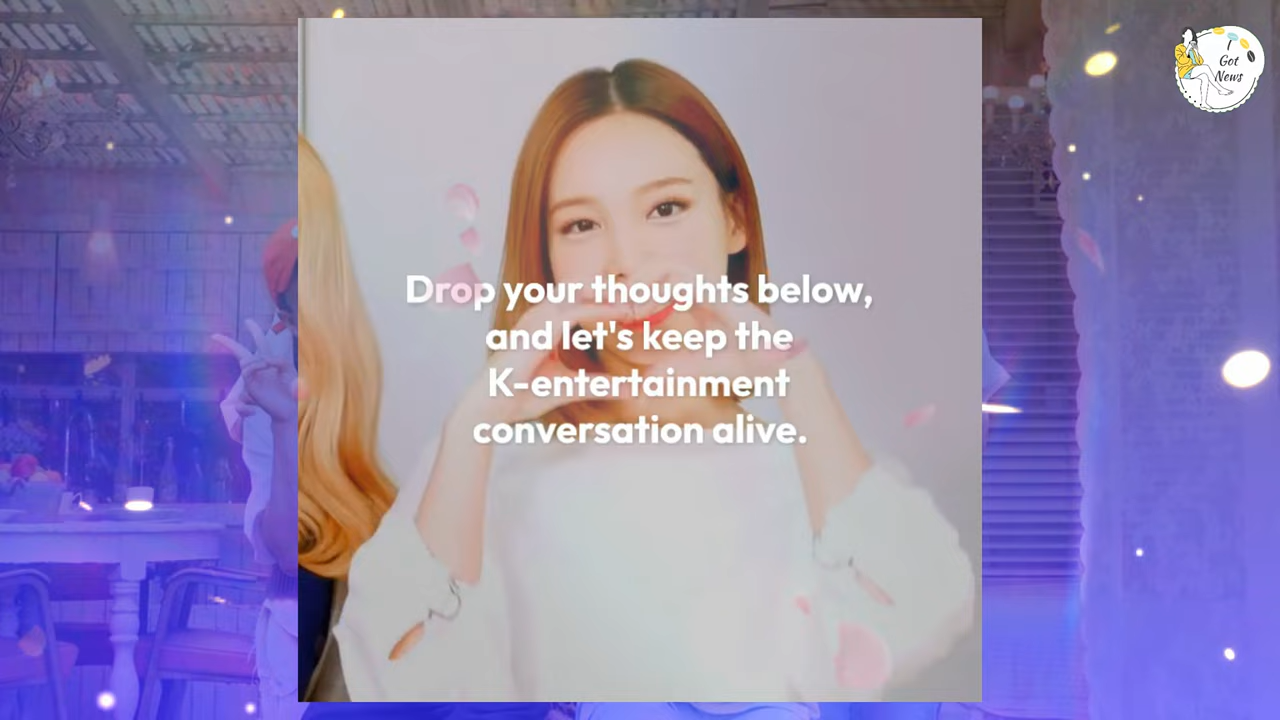 I
Got
News
Drop your thoughts below,
and let's keep the
K-entertainment
conversation alive.